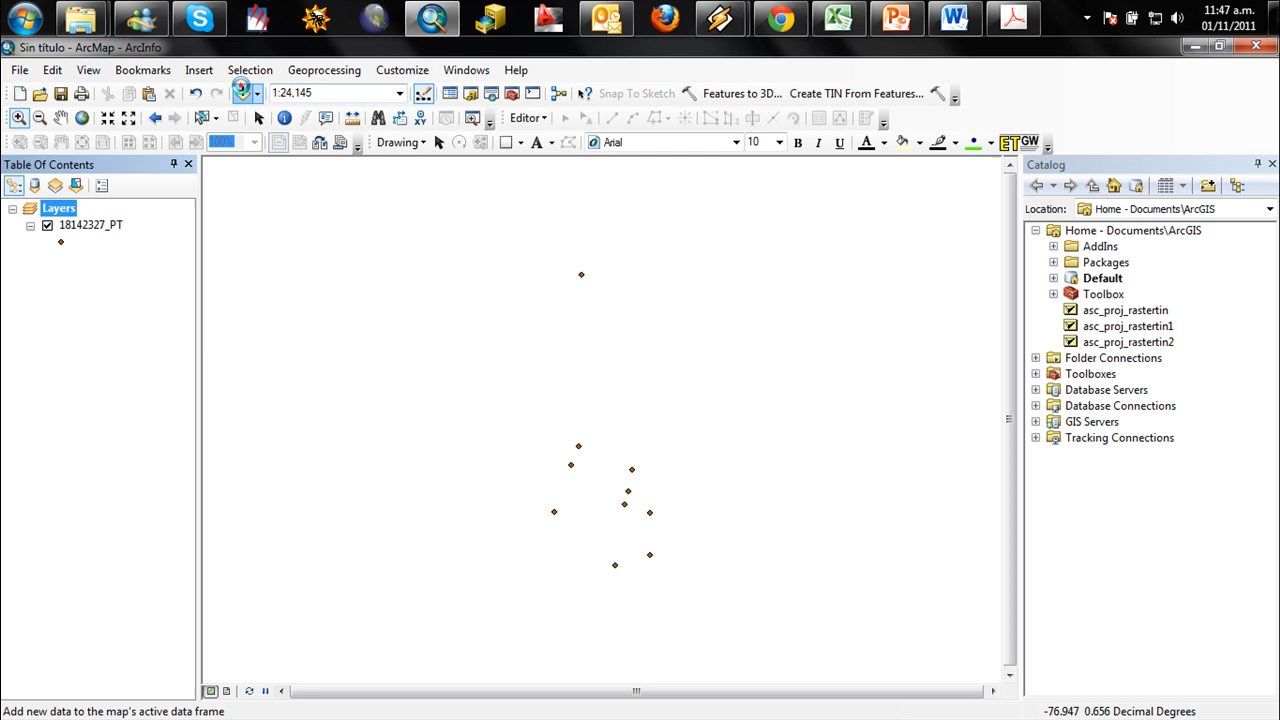 11:47 a.m.
01/11/2011
Sin título - ArcMap - ArcInfo
File Edit View Bookmarks Insert Selection Geoprocessing Customize Windows Help
1:24,145 Snap To Sketch Features to 3D... Create TIN From Features...
Editor
100% Drawing A Arial 10 B I U A ET GW
Table Of Contents
Layers
18142327_PT
Catalog
Location: Home - Documents\ArcGIS
Home - Documents\ArcGIS
AddIns
Packages
Default
Toolbox
asc_proj_rastertin
asc_proj_rastertin1
asc_proj_rastertin2
Folder Connections
Toolboxes
Database Servers
Database Connections
GIS Servers
Tracking Connections
Add new data to the map's active data frame
-76.947 0.656 Decimal Degrees